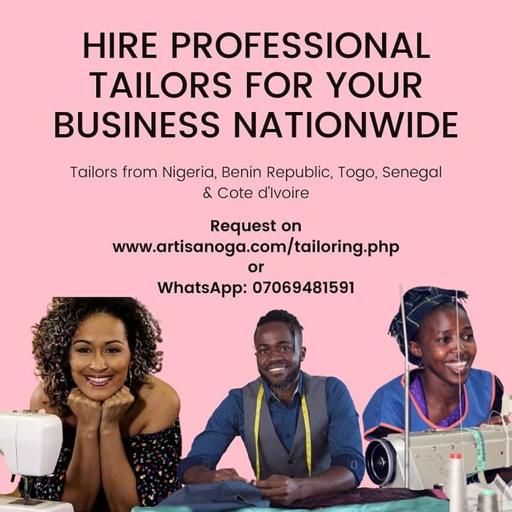 HIRE PROFESSIONAL
TAILORS FOR YOUR
BUSINESS NATIONWIDE
Tailors from Nigeria, Benin Republic, Togo, Senegal
& Cote d'Ivoire
Request on
www.artisanoga.com/tailoring.php
or
WhatsApp: 07069481591